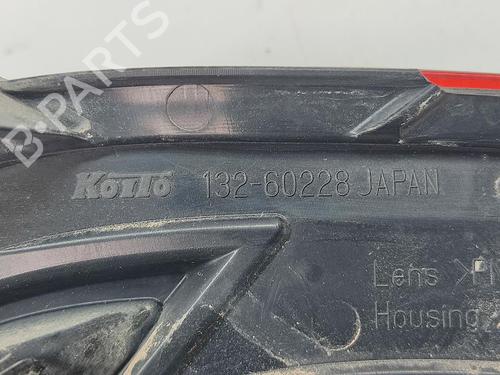 KOITO 132-60228 JAPAN
Lens >P
Housing
B-Parts